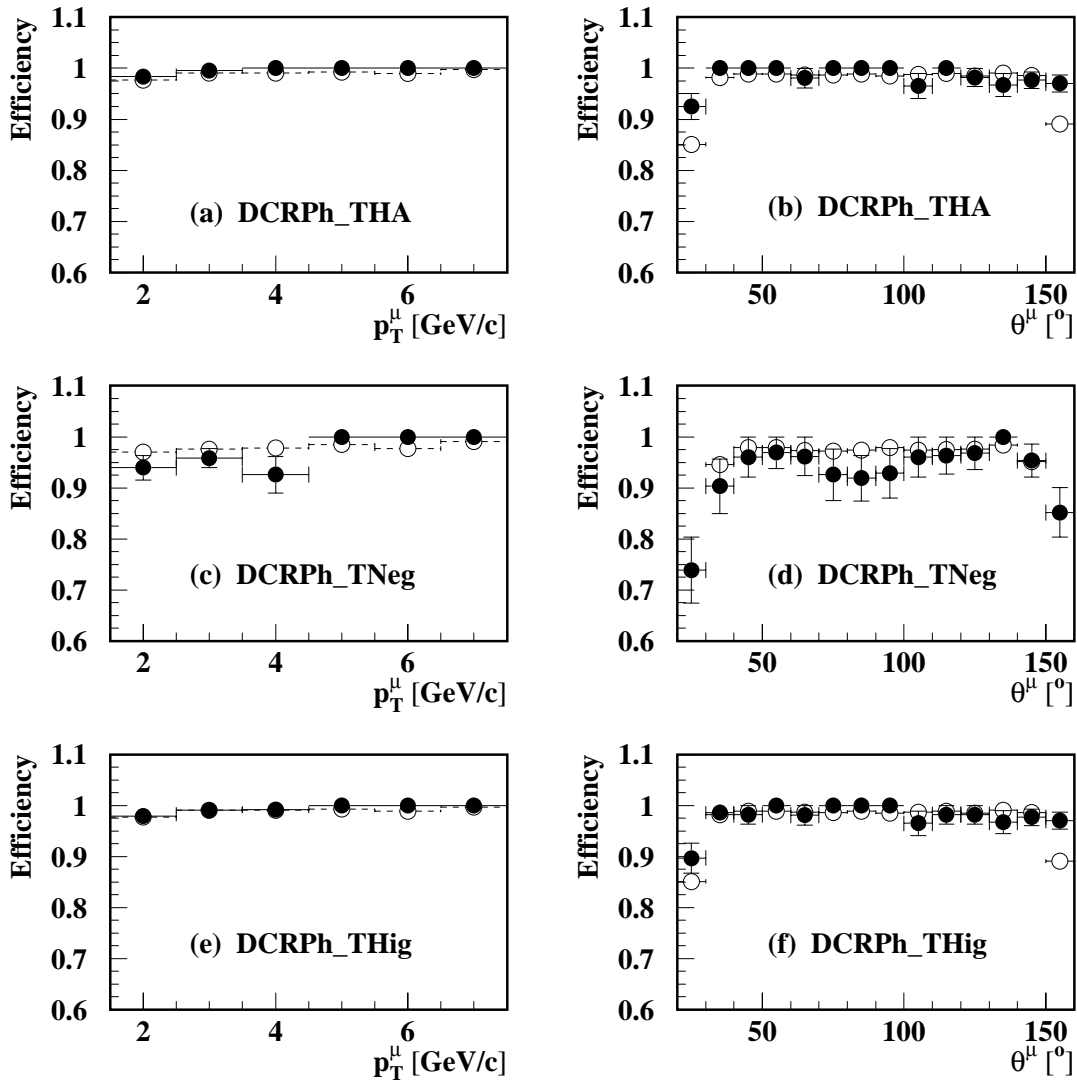 1.1
1
0.9
0.8
0.7
0.6
Efficiency
(a) DCRPh_THA
2 4 6
p_T^μ [GeV/c]
1.1
1
0.9
0.8
0.7
0.6
Efficiency
(b) DCRPh_THA
50 100 150
θ^μ [°]
1.1
1
0.9
0.8
0.7
0.6
Efficiency
(c) DCRPh_TNeg
2 4 6
p_T^μ [GeV/c]
1.1
1
0.9
0.8
0.7
0.6
Efficiency
(d) DCRPh_TNeg
50 100 150
θ^μ [°]
1.1
1
0.9
0.8
0.7
0.6
Efficiency
(e) DCRPh_THig
2 4 6
p_T^μ [GeV/c]
1.1
1
0.9
0.8
0.7
0.6
Efficiency
(f) DCRPh_THig
50 100 150
θ^μ [°]